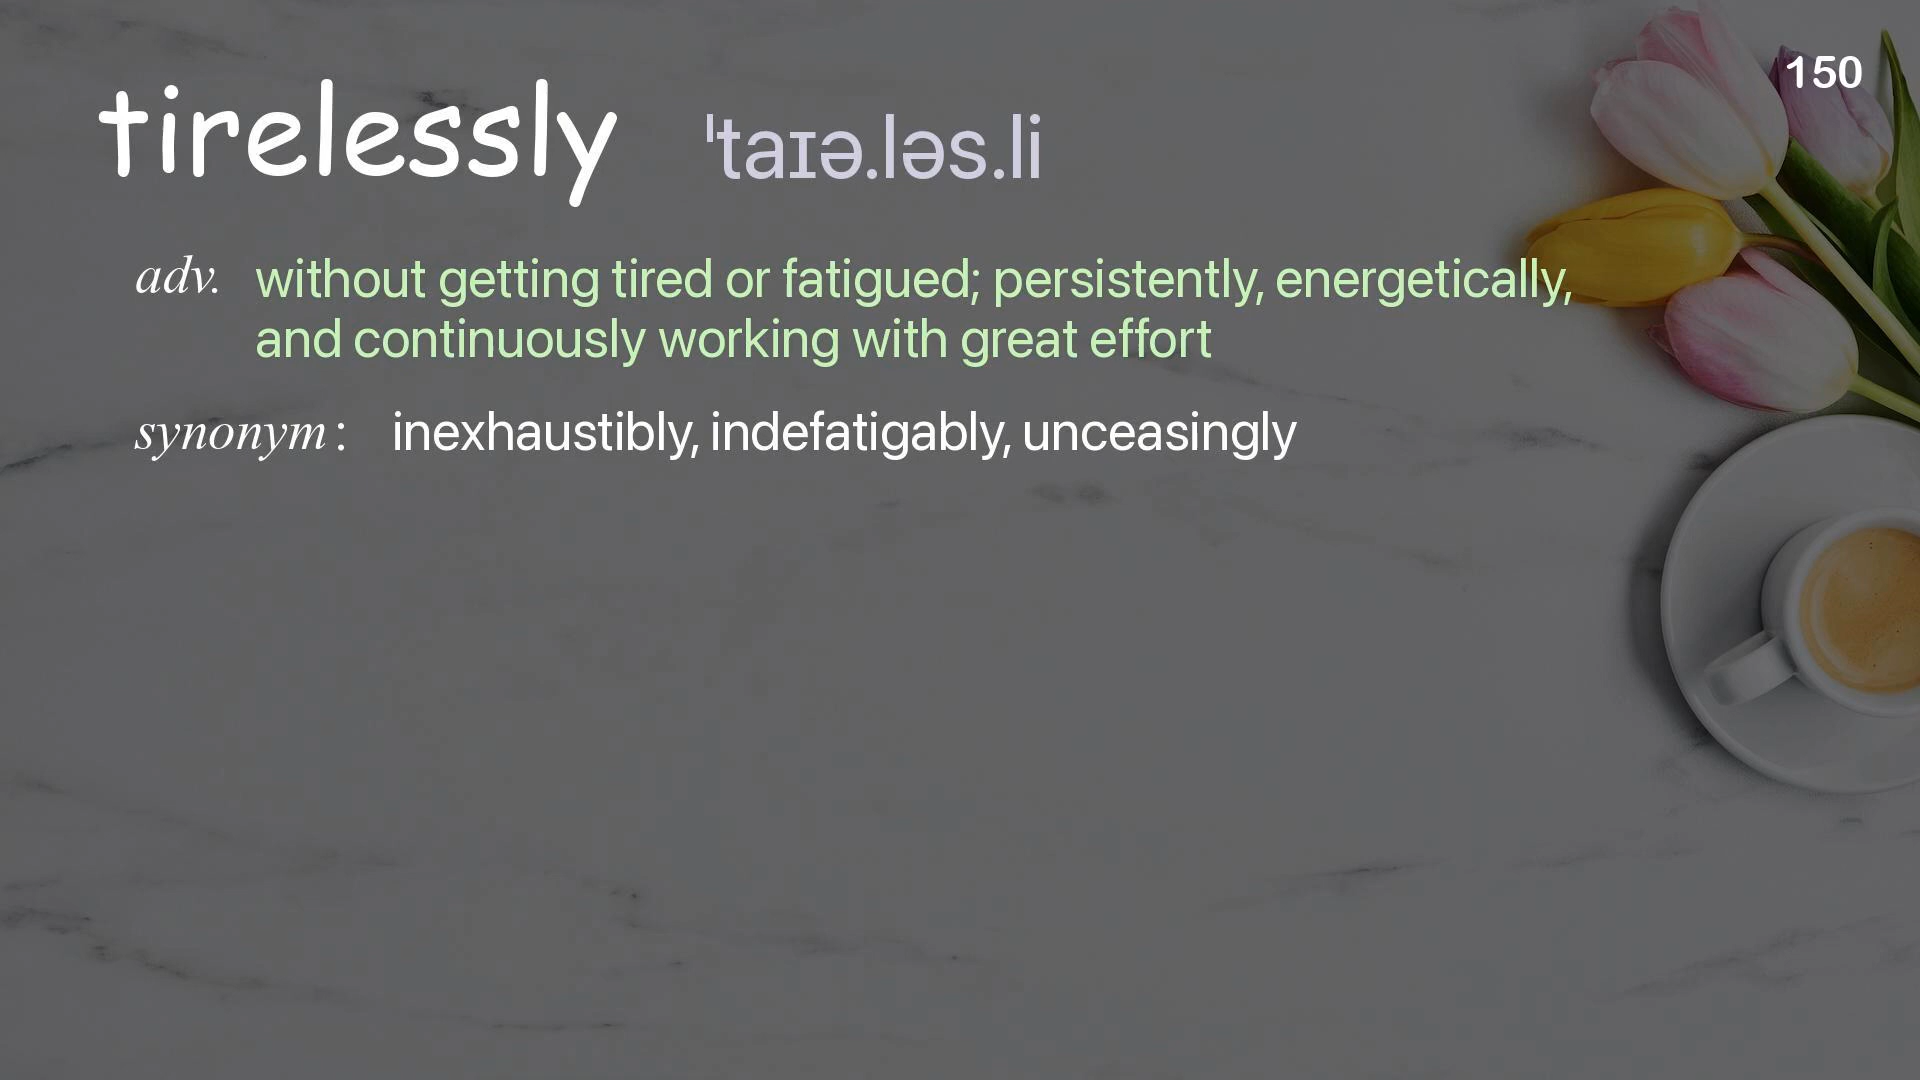 150
tirelessly ˈtaɪə.ləs.li
adv. without getting tired or fatigued; persistently, energetically,
and continuously working with great effort
synonym : inexhaustibly, indefatigably, unceasingly